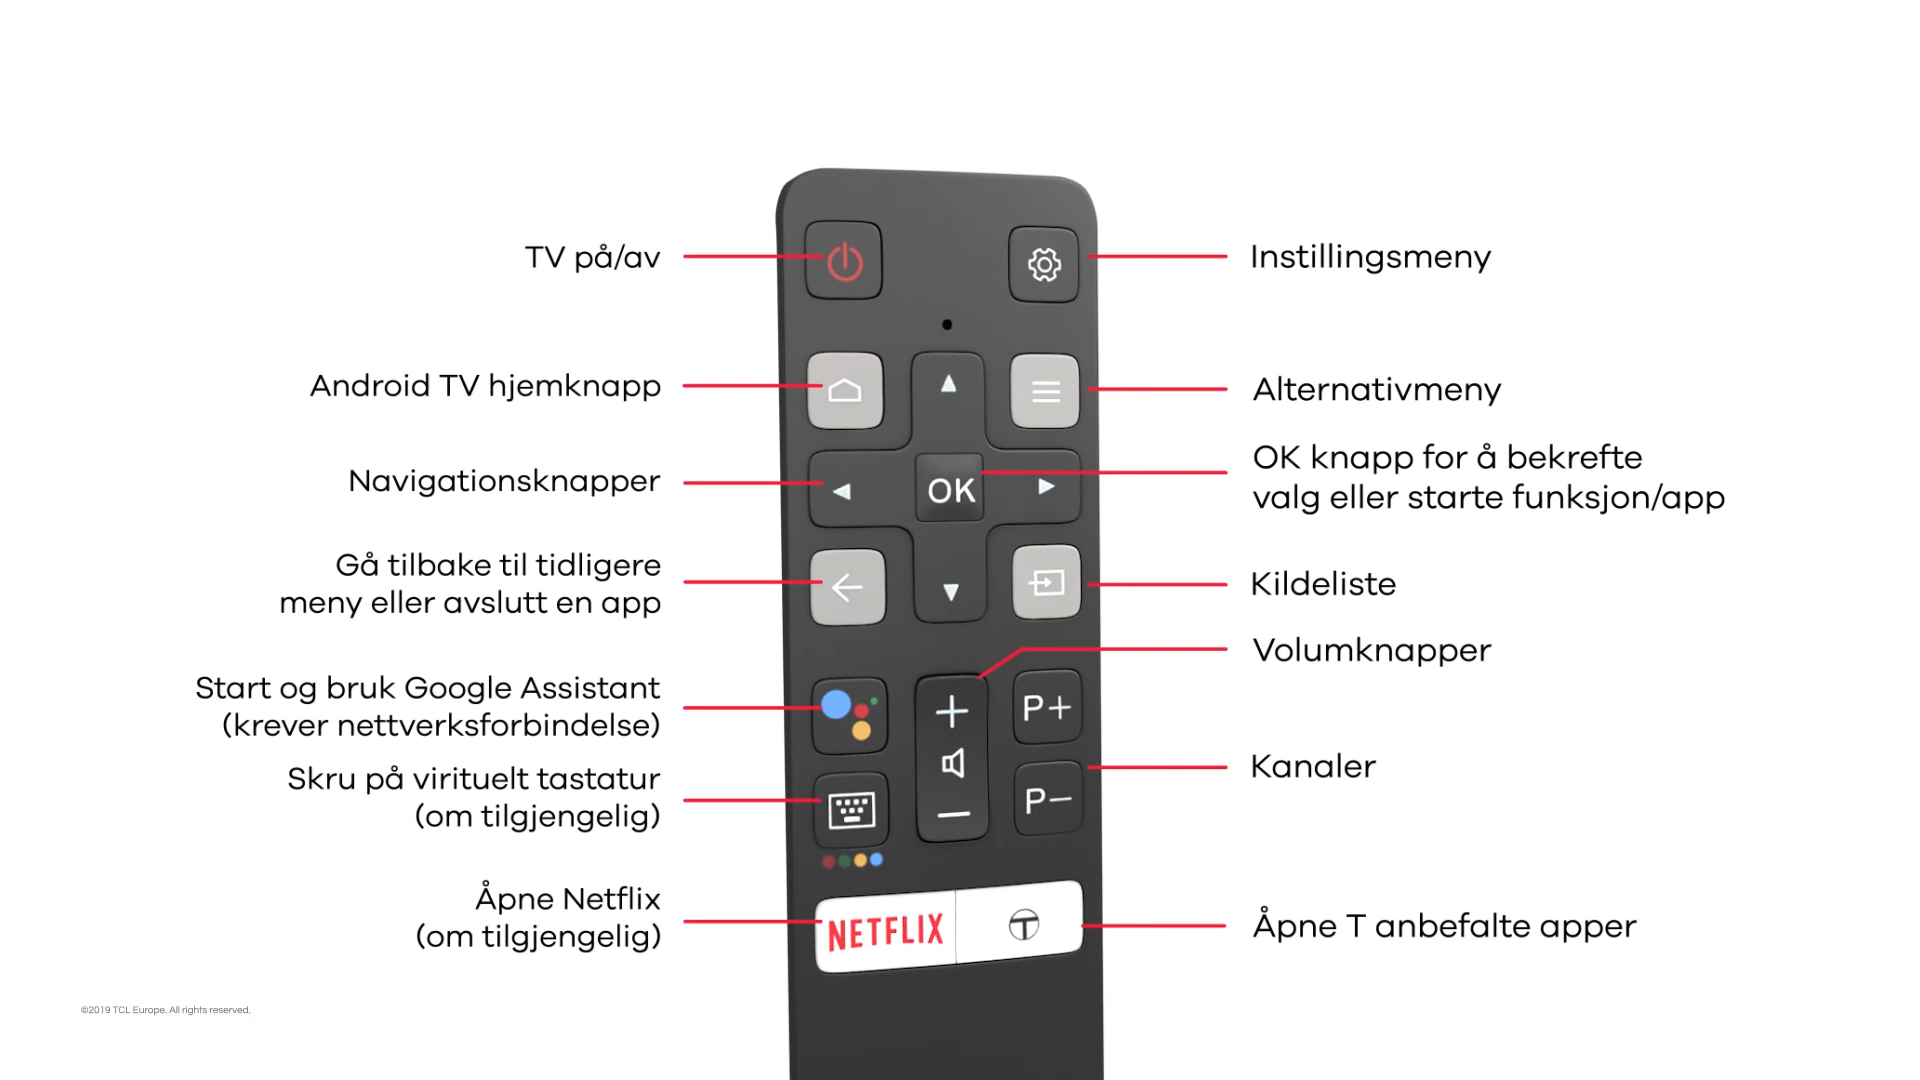 TV på/av
Instillingsmeny
Android TV hjemknapp
Alternativmeny
Navigationsknapper
OK
OK knapp for å bekrefte
valg eller starte funksjon/app
Gå tilbake til tidligere
meny eller avslutt en app
Kildeliste
Volumknapper
Start og bruk Google Assistant
(krever nettverksforbindelse)
P+
Skru på virituelt tastatur
(om tilgjengelig)
Kanaler
P−
Åpne Netflix
(om tilgjengelig)
NETFLIX
T
Åpne T anbefalte apper
©2019 TCL Europe. All rights reserved.